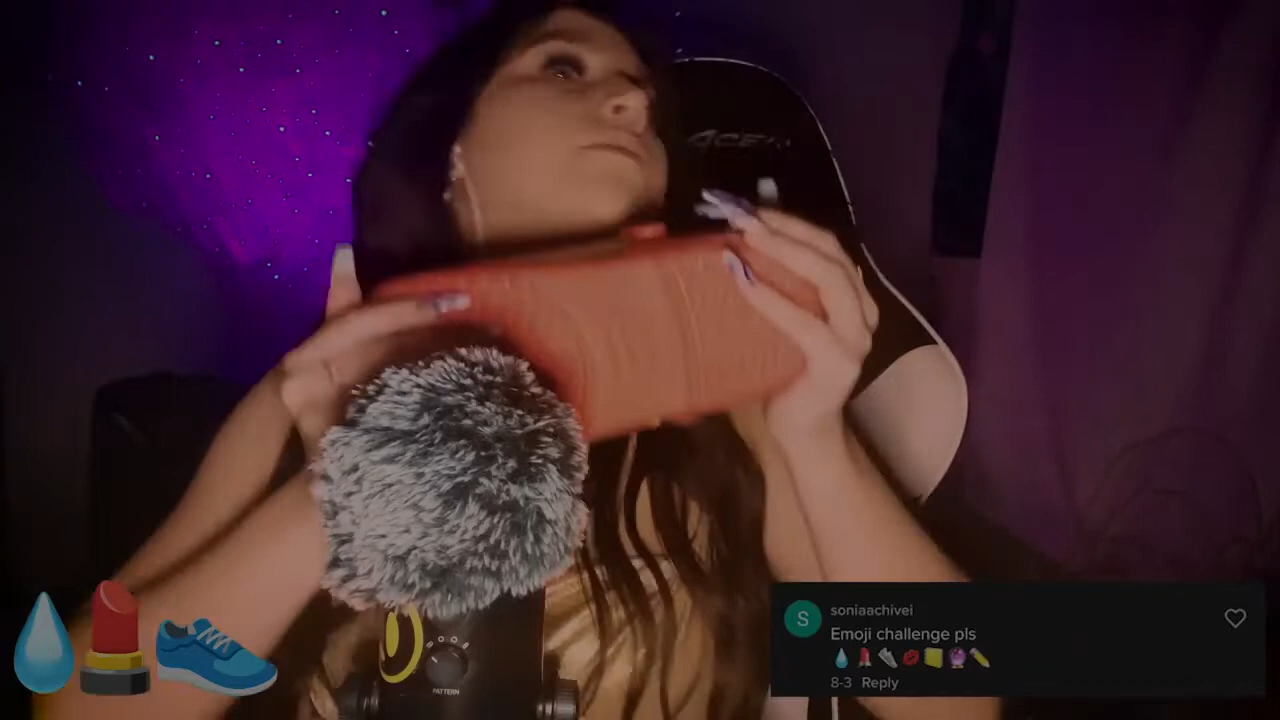 soniaachivei
Emoji challenge pls
💧💄👟💋📒🔮✏️
8-3 Reply
S
PATTERN